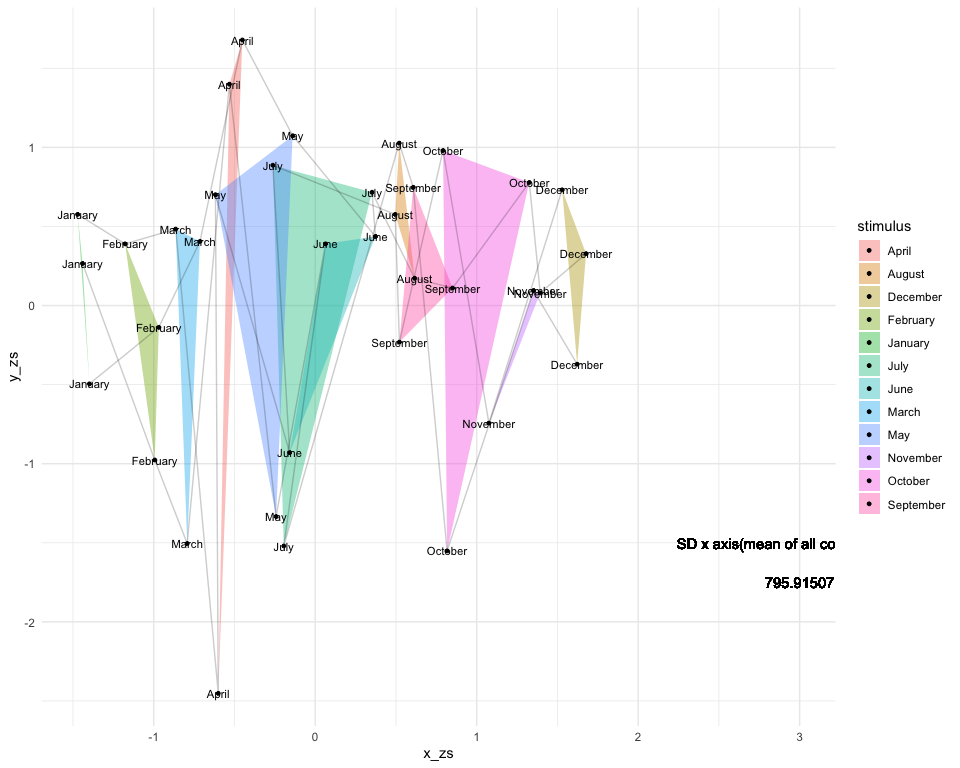 April
April
May
August
October
July
October
September
December
July
May
January
August
March
June
March
February
June
December
January
August
September
November
November
February
September
December
January
November
June
February
May
March
July
October
April
SD x axis(mean of all co
795.91507
1
0
-1
-2
y_zs
-1
0
1
2
3
x_zs
stimulus
April
August
December
February
January
July
June
March
May
November
October
September